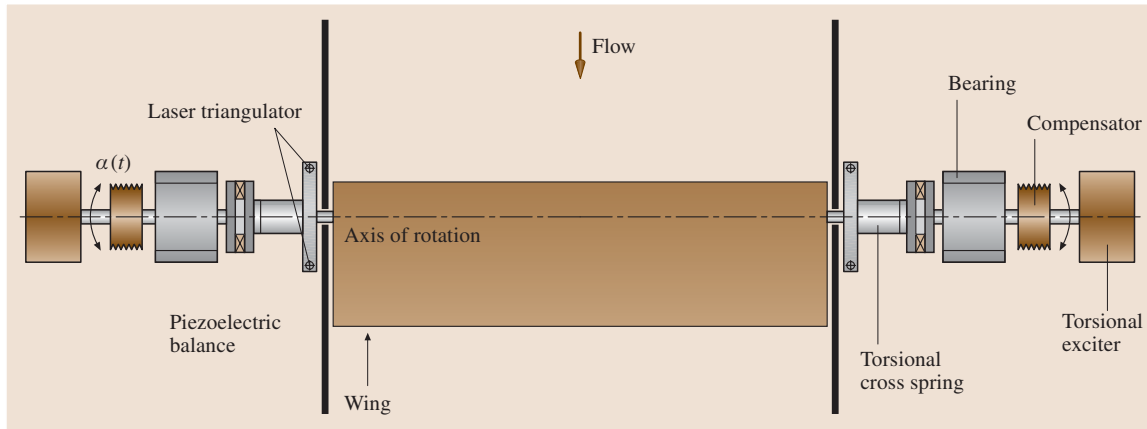 Flow
Bearing
Laser triangulator
Compensator
α(t)
Axis of rotation
Piezoelectric
balance
Torsional
cross spring
Torsional
exciter
Wing